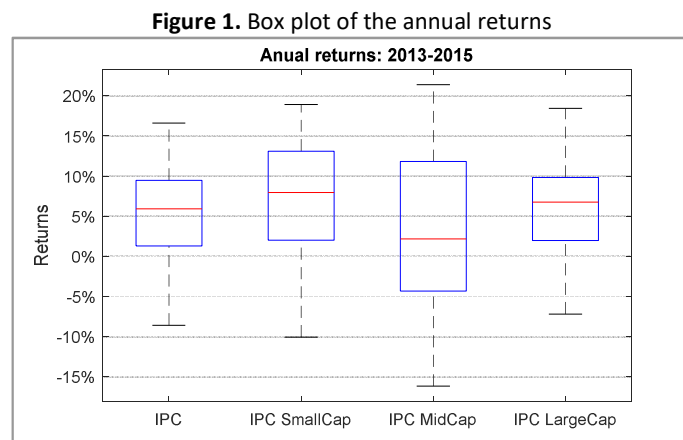 Figure 1. Box plot of the annual returns
Anual returns: 2013-2015
20%
15%
10%
5%
0%
-5%
-10%
-15%
Returns
IPC
IPC SmallCap
IPC MidCap
IPC LargeCap